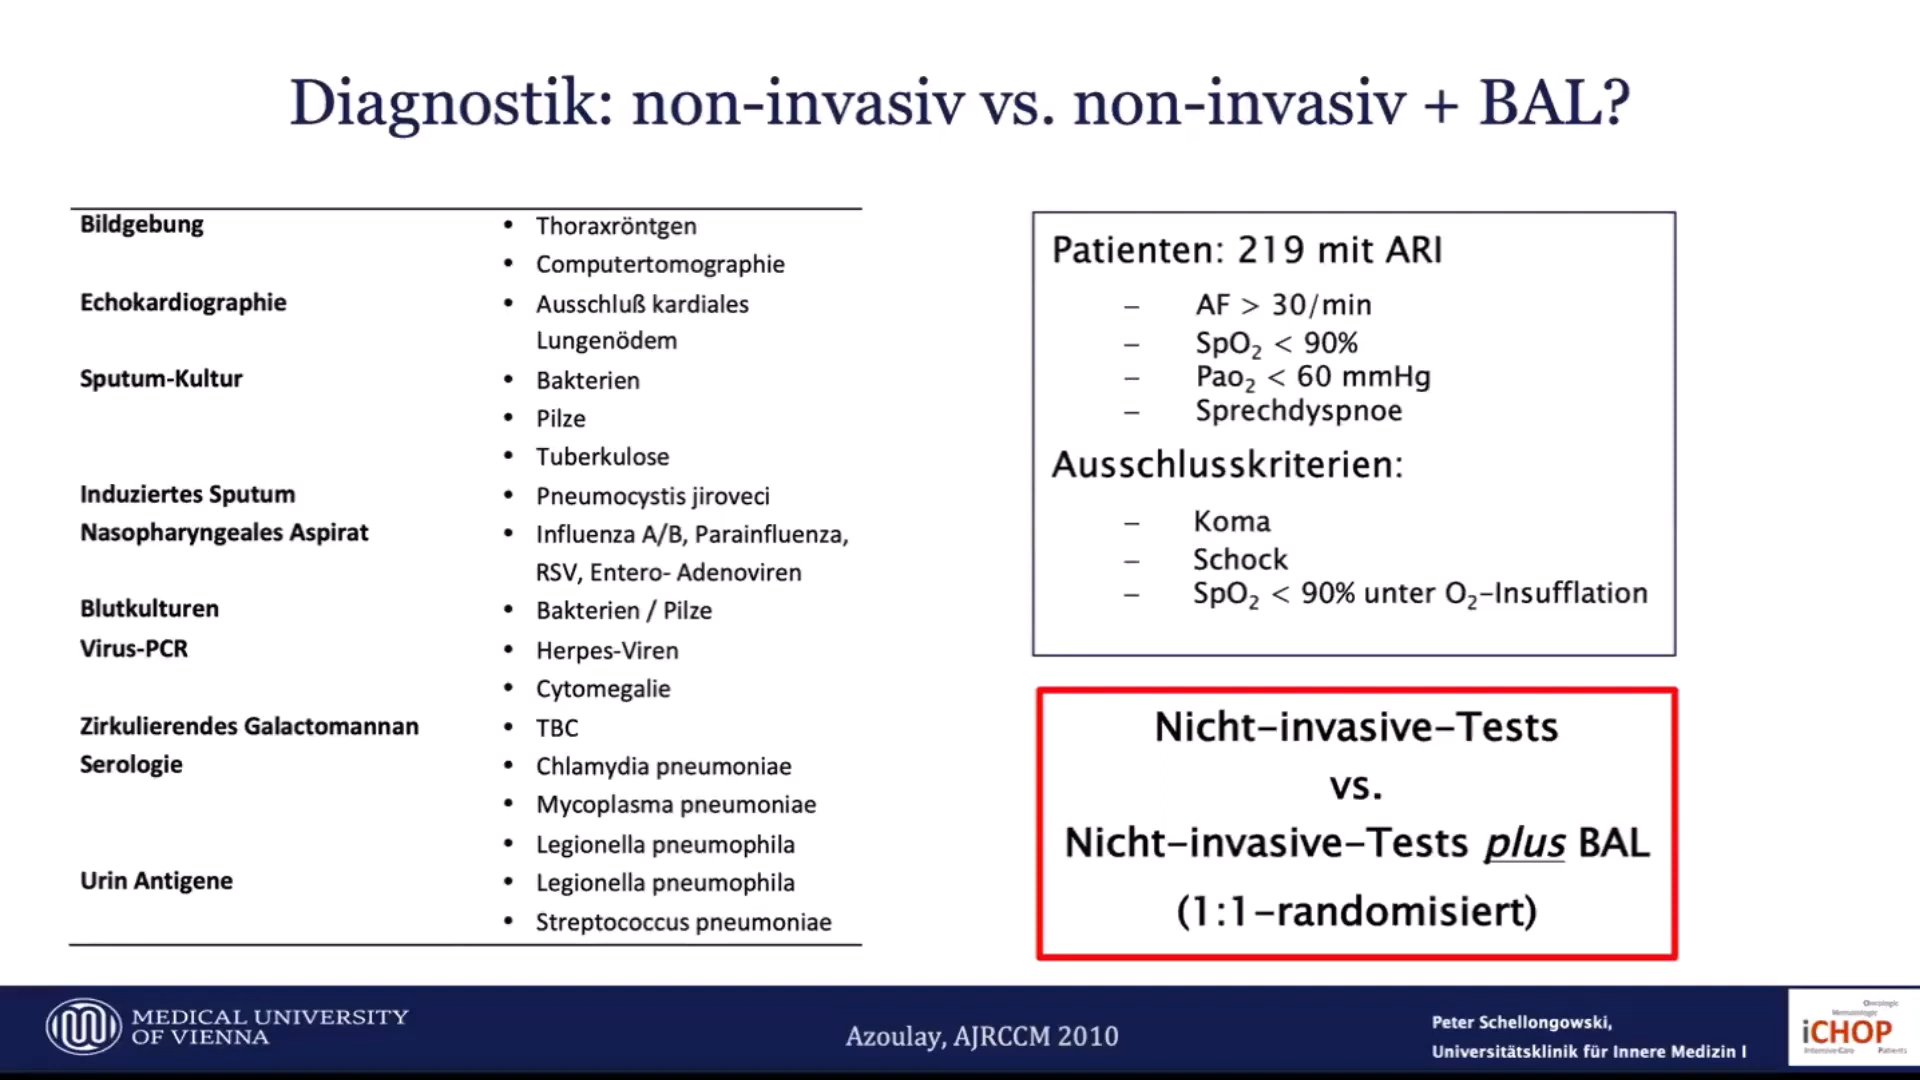 Diagnostik: non-invasiv vs. non-invasiv + BAL?
Bildgebung
• Thoraxröntgen
• Computertomographie
Echokardiographie
• Ausschluß kardiales
Lungenödem
Sputum-Kultur
• Bakterien
• Pilze
• Tuberkulose
Induziertes Sputum
• Pneumocystis jiroveci
Nasopharyngeales Aspirat
• Influenza A/B, Parainfluenza,
RSV, Entero- Adenoviren
Blutkulturen
• Bakterien / Pilze
Virus-PCR
• Herpes-Viren
• Cytomegalie
Zirkulierendes Galactomannan
• TBC
Serologie
• Chlamydia pneumoniae
• Mycoplasma pneumoniae
• Legionella pneumophila
Urin Antigene
• Legionella pneumophila
• Streptococcus pneumoniae
Patienten: 219 mit ARI
– AF > 30/min
– SpO₂ < 90%
– Pao₂ < 60 mmHg
– Sprechdyspnoe
Ausschlusskriterien:
– Koma
– Schock
– SpO₂ < 90% unter O₂-Insufflation
Nicht-invasive-Tests
vs.
Nicht-invasive-Tests plus BAL
(1:1-randomisiert)
MEDICAL UNIVERSITY
OF VIENNA
Azoulay, AJRCCM 2010
Peter Schellongowski,
Universitätsklinik für Innere Medizin I
Oncologic
Hematologic
iCHOP
Intensive Care Patients